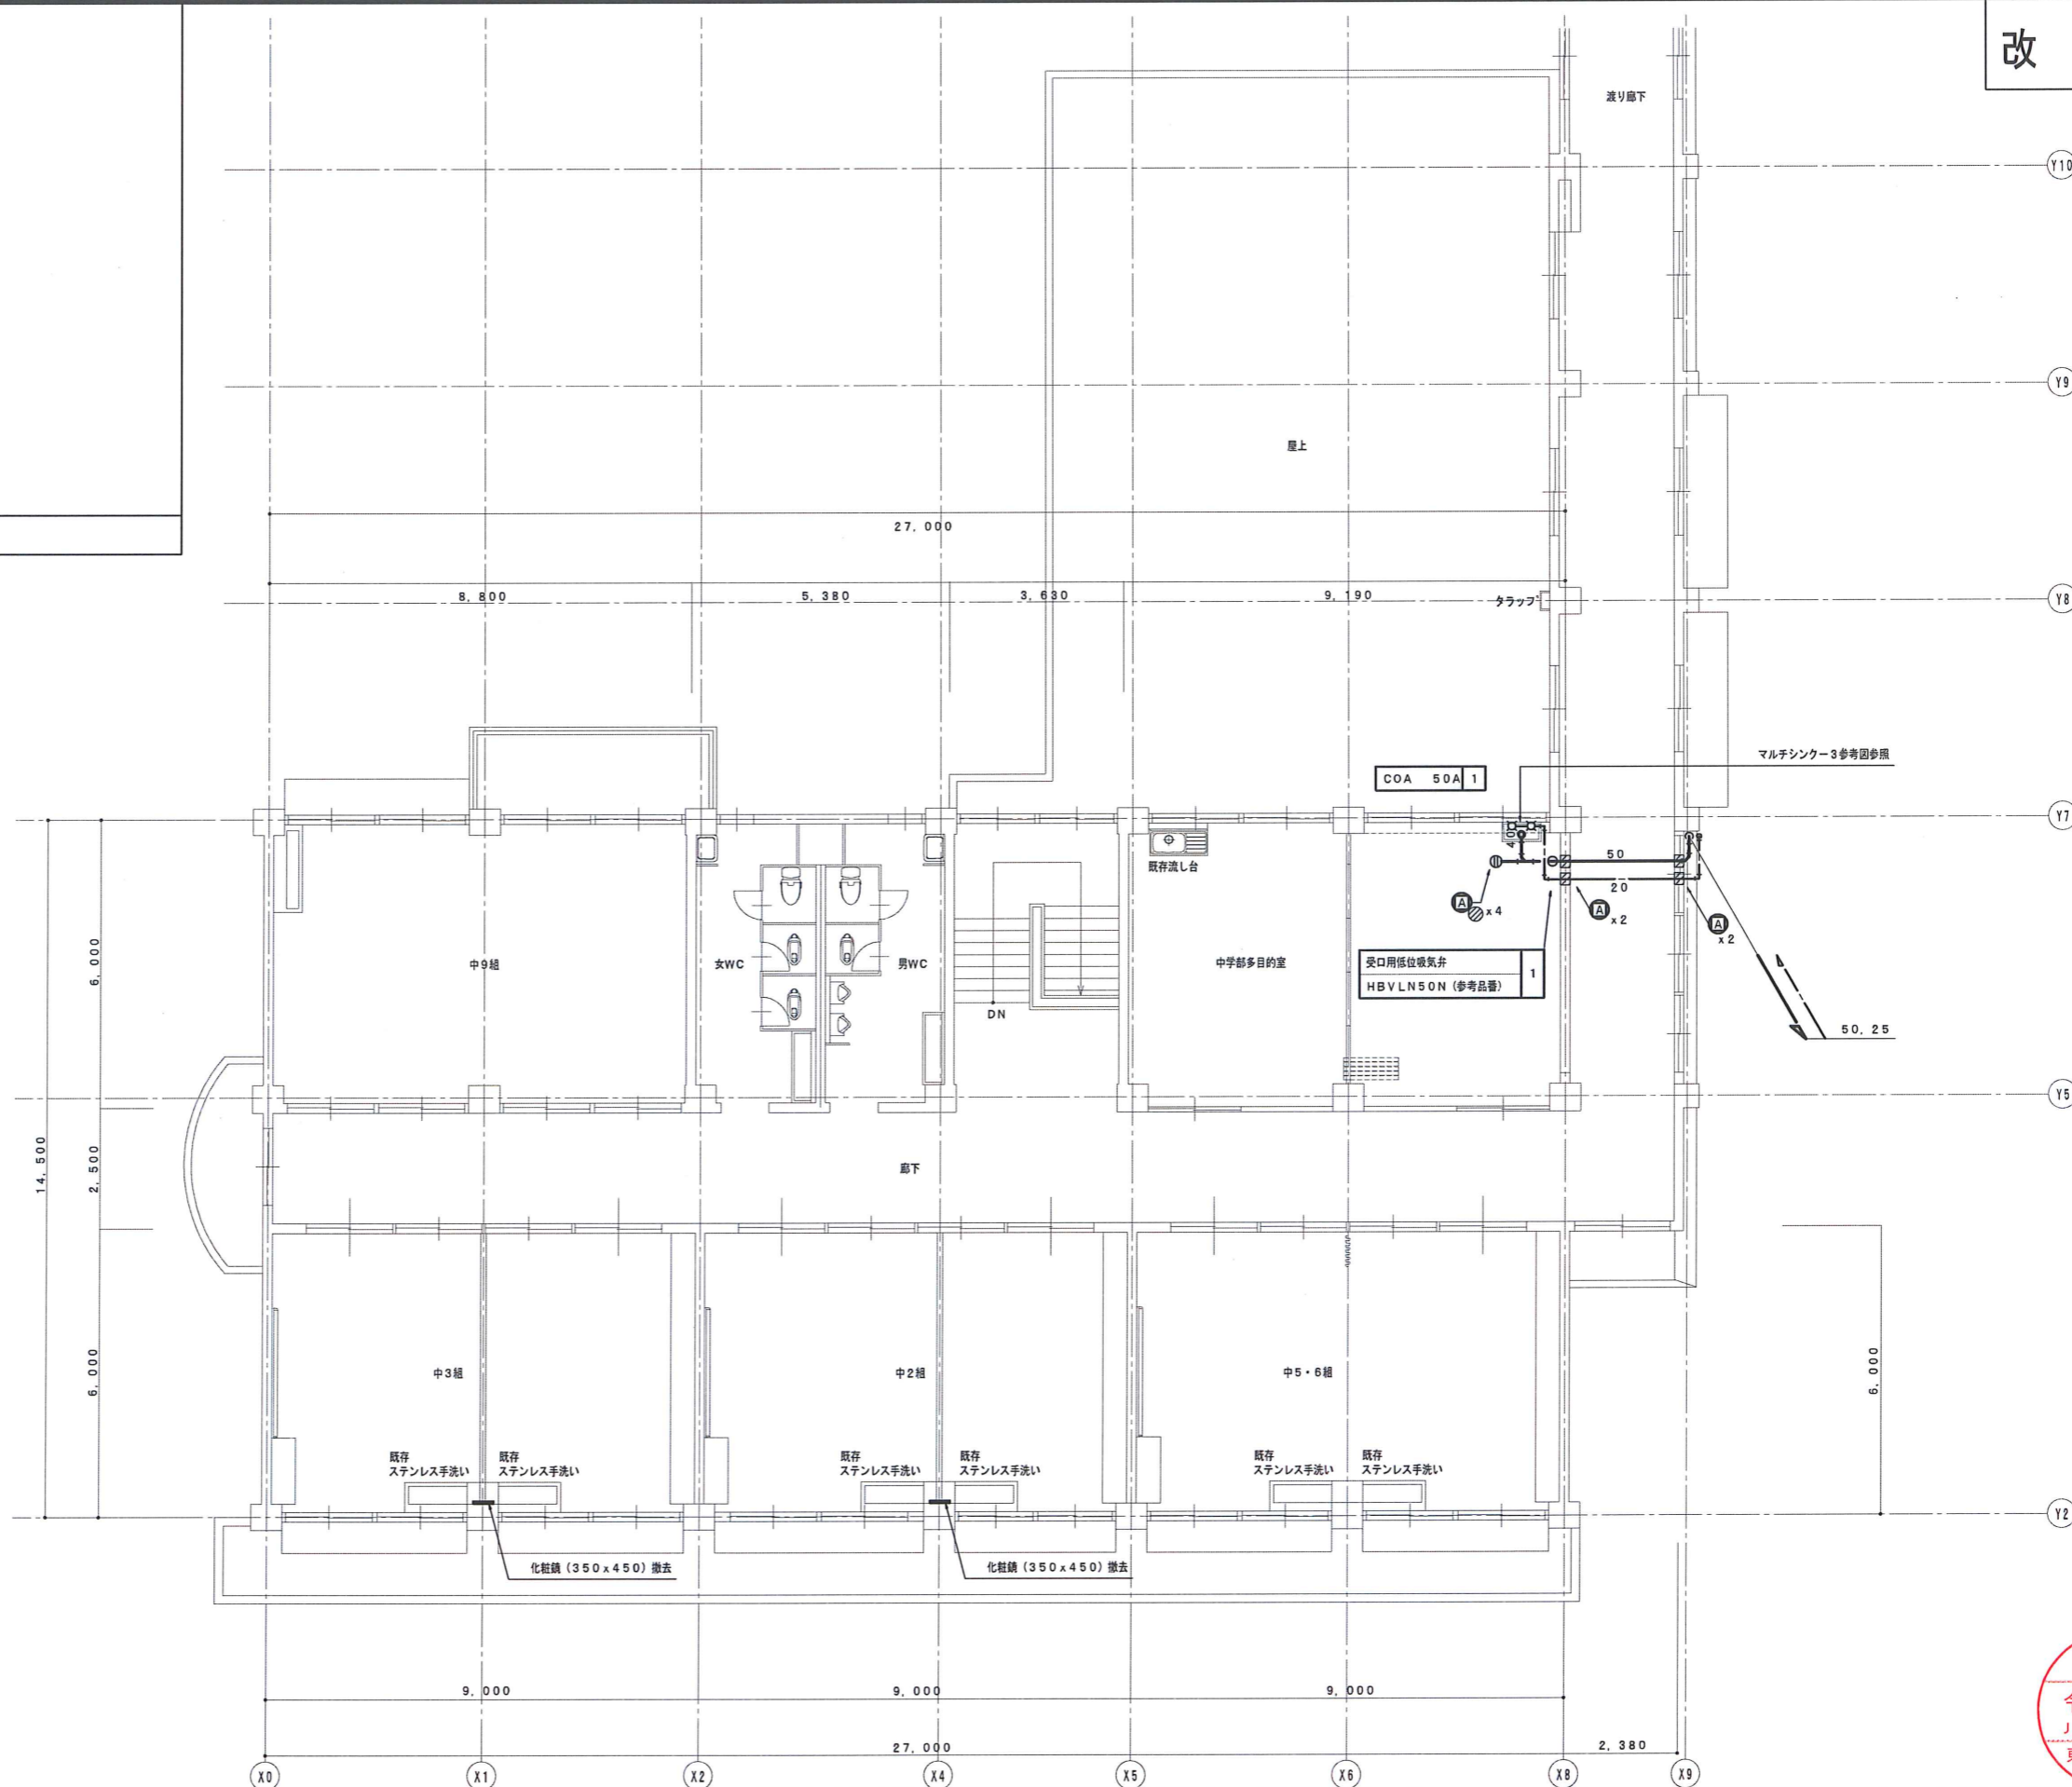 改
渡り廊下
Y10
Y9
屋上
27,000
8,800
5,380
3,630
9,190
タラップ
Y8
マルチシンクー3参考図参照
COA 50A 1
Y7
40
50
20
既存流し台
A
x4
A
x2
A
x2
中9組
女WC
男WC
DN
中学部多目的室
受口用低位吸気弁
HBVLN50N (参考品番)
1
50,25
Y5
14,500
6,000
2,500
6,000
廊下
中3組
中2組
中5・6組
6,000
既存
ステンレス手洗い
既存
ステンレス手洗い
既存
ステンレス手洗い
既存
ステンレス手洗い
既存
ステンレス手洗い
既存
ステンレス手洗い
Y2
化粧鏡(350x450)撤去
化粧鏡(350x450)撤去
9,000
9,000
9,000
27,000
2,380
X0
X1
X2
X4
X5
X6
X8
X9